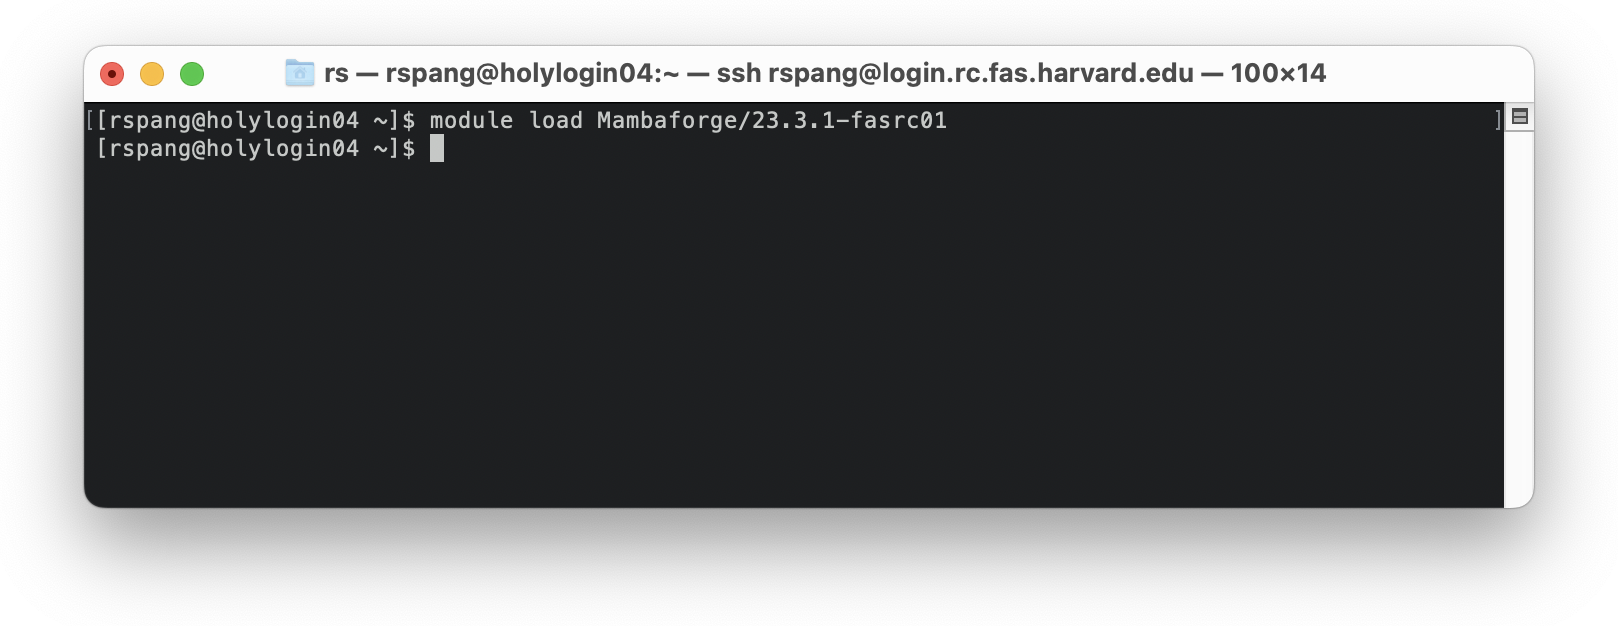 rs — rspang@holylogin04:~ — ssh rspang@login.rc.fas.harvard.edu — 100×14
[[rspang@holylogin04 ~]$ module load Mambaforge/23.3.1-fasrc01 ]
[rspang@holylogin04 ~]$